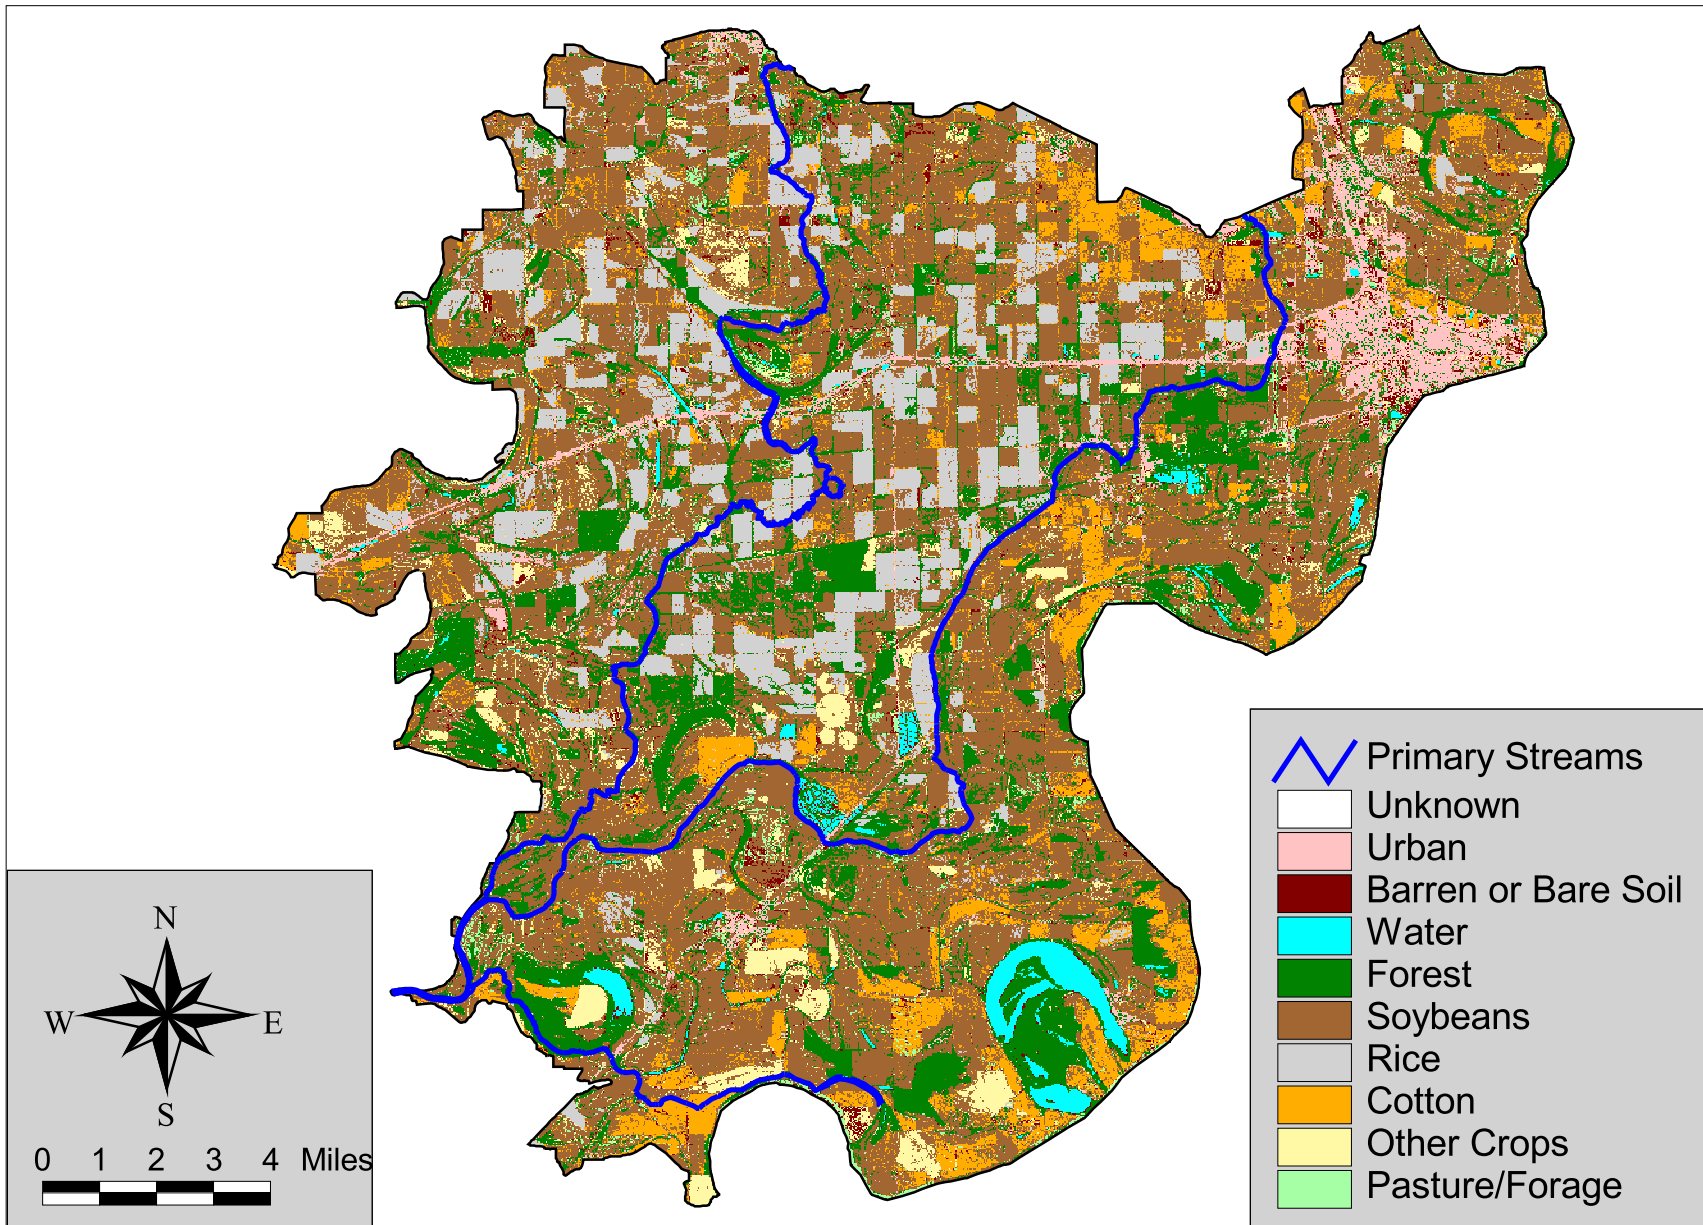 Primary Streams
Unknown
Urban
Barren or Bare Soil
Water
Forest
Soybeans
Rice
Cotton
Other Crops
Pasture/Forage
N
W E
S
0 1 2 3 4 Miles